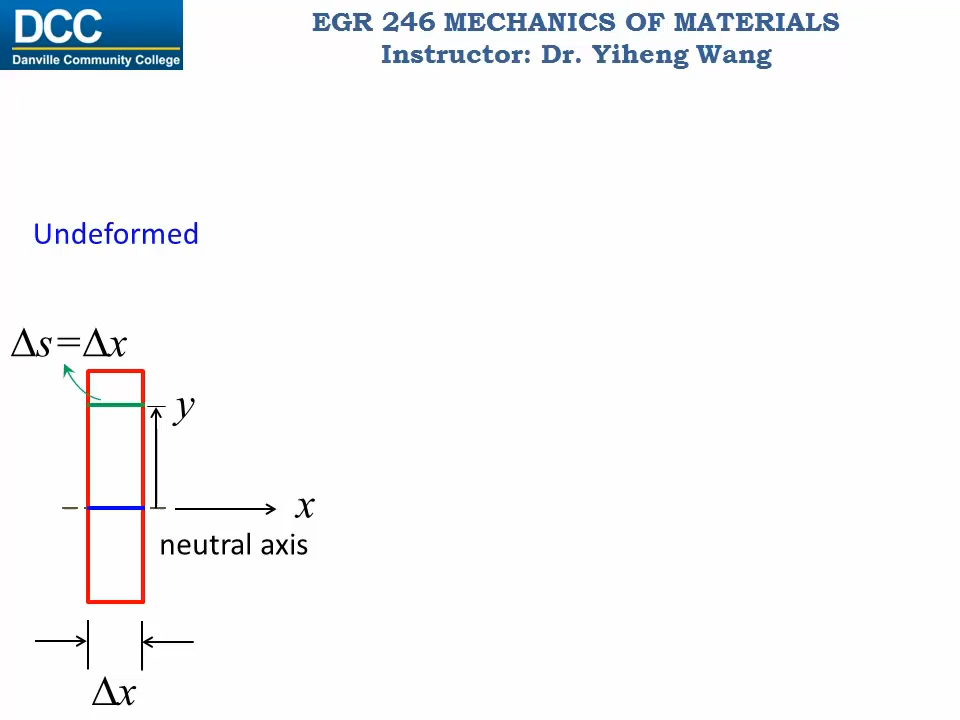 DCC
Danville Community College
EGR 246 MECHANICS OF MATERIALS
Instructor: Dr. Yiheng Wang
Undeformed
Δs=Δx
y
x
neutral axis
Δx